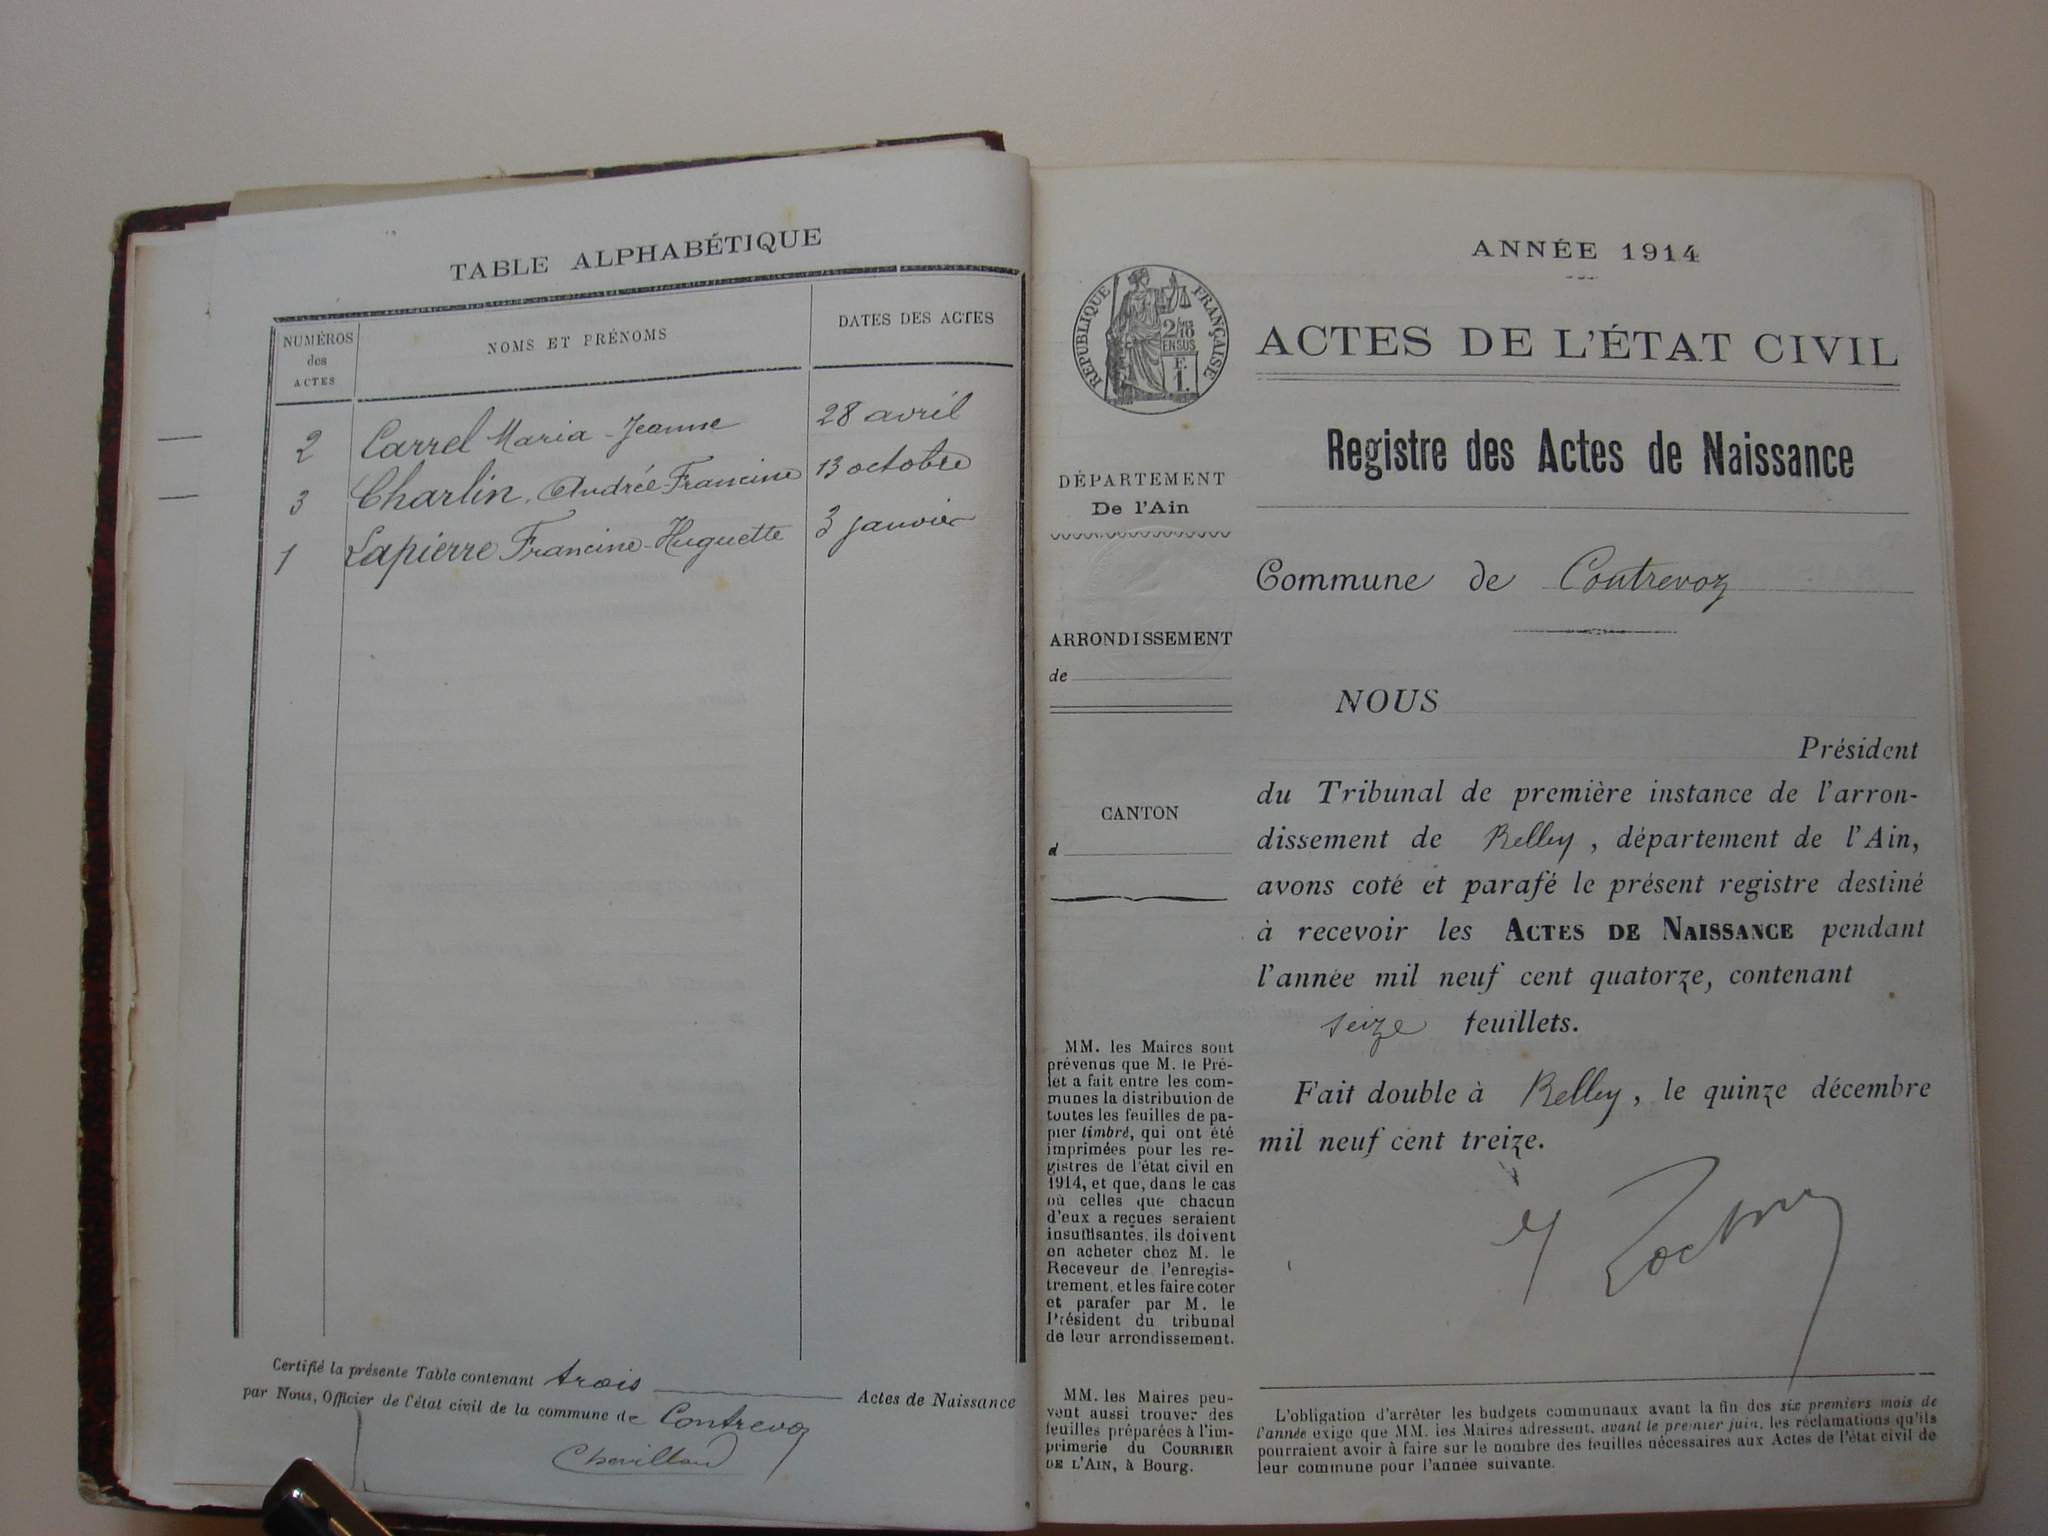 TABLE ALPHABÉTIQUE
NUMÉROS
des
ACTES
NOMS ET PRÉNOMS
DATES DES ACTES
2 Carrel Maria-Jeanne 28 avril
3 Charlin, Andrée-Francine 13 octobre
1 Lapierre Francine-Huguette 3 janvier
Certifié la présente Table contenant trois Actes de Naissance
par Nous, Officier de l'état civil de la commune de Contrevoz
Chevilland
ANNÉE 1914
RÉPUBLIQUE FRANÇAISE
2/10
EN SUS
F.
1.
ACTES DE L'ÉTAT CIVIL
Registre des Actes de Naissance
DÉPARTEMENT
De l'Ain
Commune de Contrevoz
ARRONDISSEMENT
de
CANTON
d
NOUS
Président
du Tribunal de première instance de l'arron-
dissement de Belley, département de l'Ain,
avons coté et parafé le présent registre destiné
à recevoir les ACTES DE NAISSANCE pendant
l'année mil neuf cent quatorze, contenant
seize feuillets.
Fait double à Belley, le quinze décembre
mil neuf cent treize.
MM. les Maires sont
prévenus que M. le Pré-
fet a fait entre les com-
munes la distribution de
toutes les feuilles de pa-
pier timbré, qui ont été
imprimées pour les re-
gistres de l'état civil en
1914, et que, dans le cas
où celles que chacun
d'eux a reçues seraient
insuffisantes, ils doivent
en acheter chez M. le
Receveur de l'enregis-
trement, et les faire coter
et parafer par M. le
Président du tribunal
de leur arrondissement.
MM. les Maires peu-
vent aussi trouver des
feuilles préparées à l'im-
primerie du COURRIER
DE L'AIN, à Bourg.
L'obligation d'arrêter les budgets communaux avant la fin des six premiers mois de
l'année exige que MM. les Maires adressent, avant le premier juin, les réclamations qu'ils
pourraient avoir à faire sur le nombre des feuilles nécessaires aux Actes de l'état civil de
leur commune pour l'année suivante.